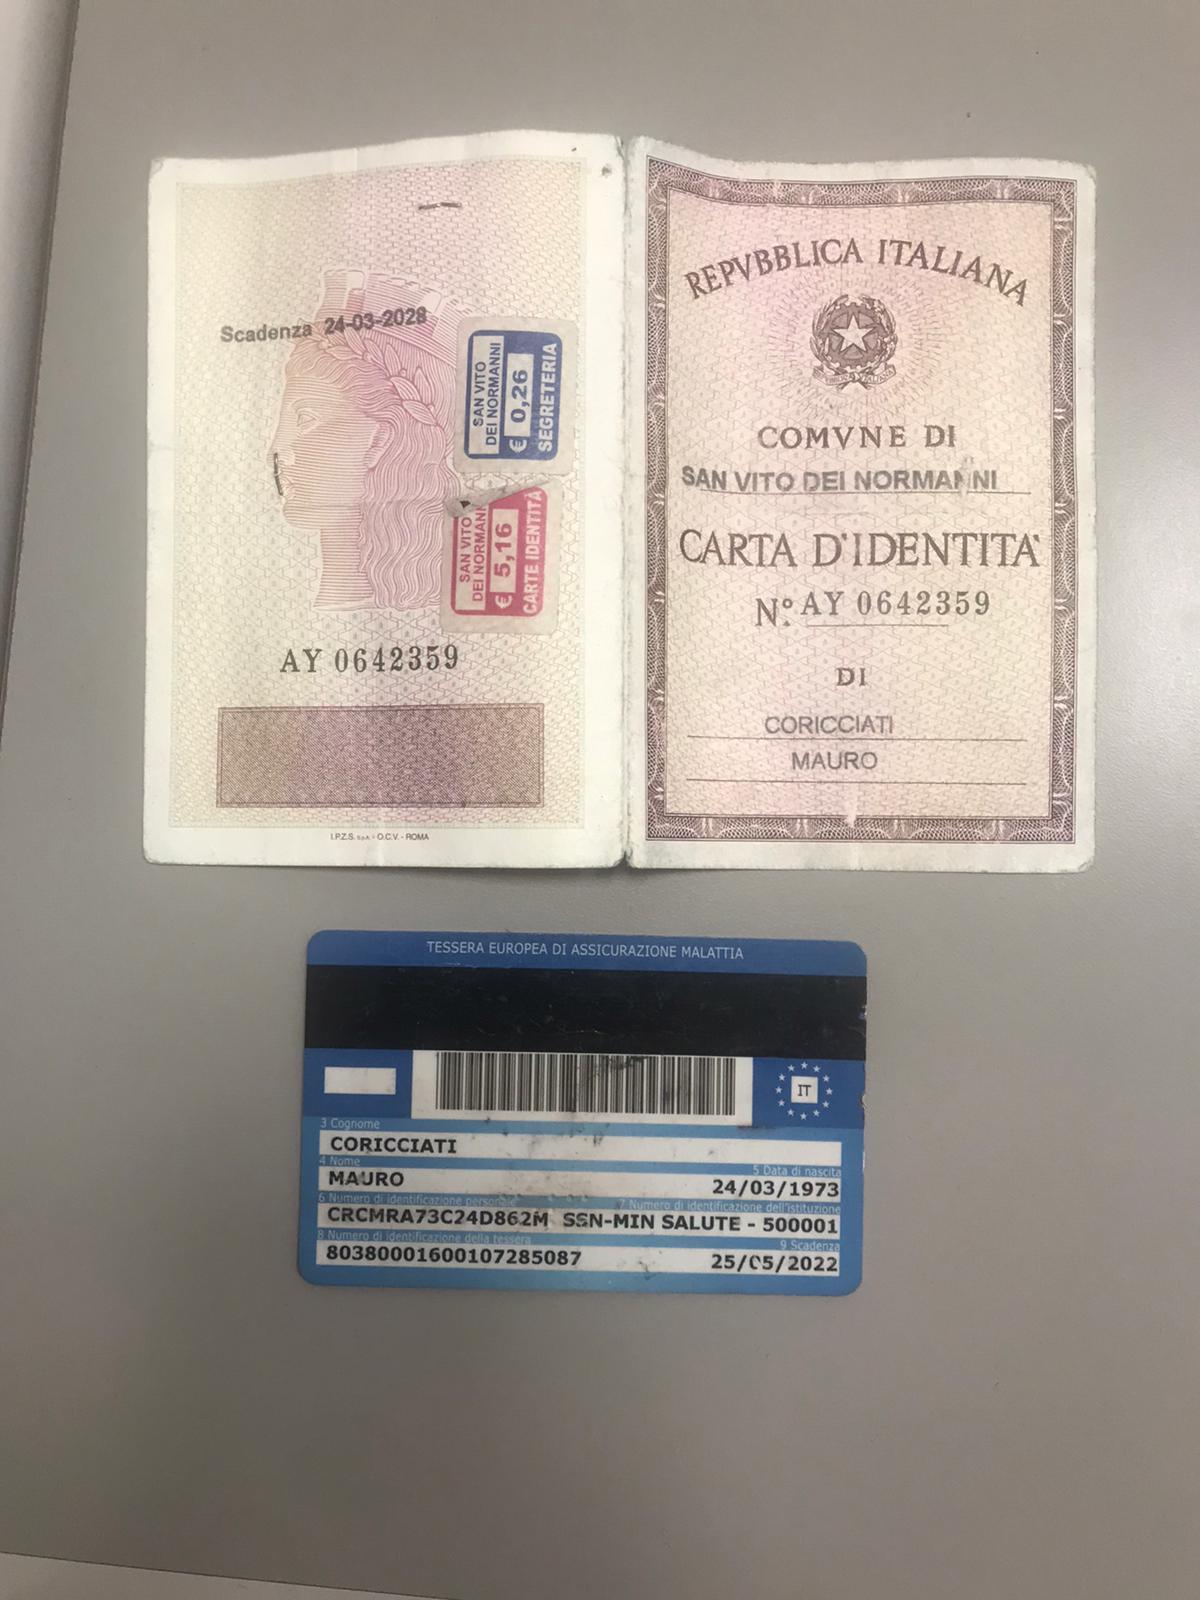 Scadenza 24-03-2028
SAN VITO
DEI NORMANNI
€ 0,26
SEGRETERIA
SAN VITO
DEI NORMANNI
€ 5,16
CARTE IDENTITÀ
AY 0642359
I.P.Z.S. S.p.A. - O.C.V. - ROMA
REPVBBLICA ITALIANA
COMVNE DI
SAN VITO DEI NORMANNI
CARTA D'IDENTITA'
N° AY 0642359
DI
CORICCIATI
MAURO
TESSERA EUROPEA DI ASSICURAZIONE MALATTIA
IT
3 Cognome
CORICCIATI
4 Nome
5 Data di nascita
MAURO
24/03/1973
6 Numero di identificazione personale
7 Numero di identificazione dell'istituzione
CRCMRA73C24D862M SSN-MIN SALUTE - 500001
8 Numero di identificazione della tessera
9 Scadenza
80380001600107285087
25/05/2022